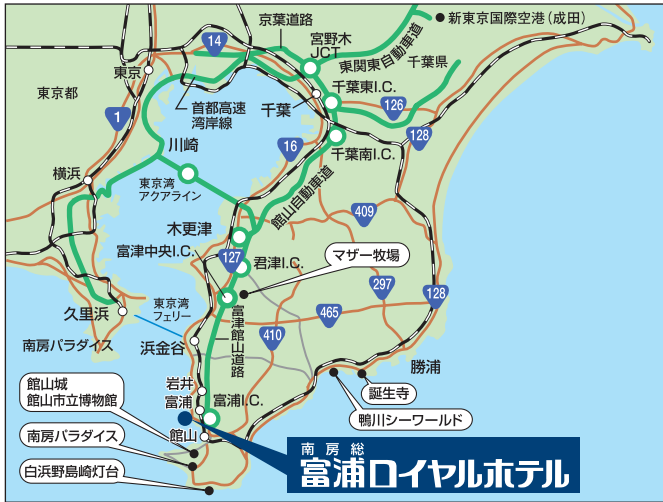 京葉道路
新東京国際空港(成田)
14
宮野木
JCT
東関東自動車道
千葉県
東京
東京都
首都高速
湾岸線
千葉
千葉東I.C.
126
1
川崎
16
128
千葉南I.C.
横浜
東京湾
アクアライン
館山自動車道
409
木更津
富津中央I.C.
127
君津I.C.
マザー牧場
久里浜
東京湾
フェリー
297
128
465
410
南房パラダイス
浜金谷
富津館山道路
勝浦
館山城
館山市立博物館
岩井
富浦
富浦I.C.
誕生寺
鴨川シーワールド
南房パラダイス
館山
白浜野島崎灯台
南房総
富浦ロイヤルホテル